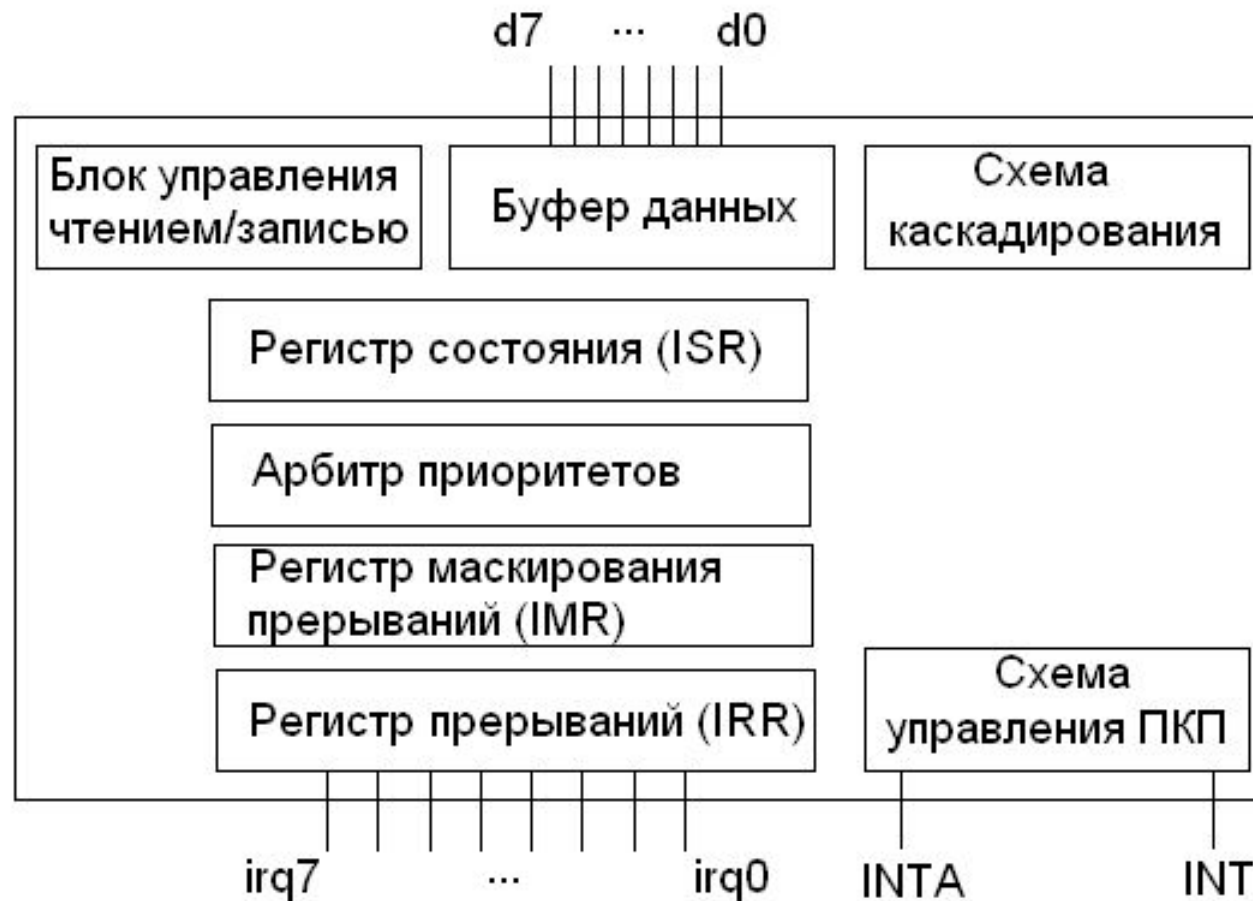 d7 ... d0
Блок управления
чтением/записью
Буфер данных
Схема
каскадирования
Регистр состояния (ISR)
Арбитр приоритетов
Регистр маскирования
прерываний (IMR)
Регистр прерываний (IRR)
Схема
управления ПКП
irq7 ... irq0
INTA
INT